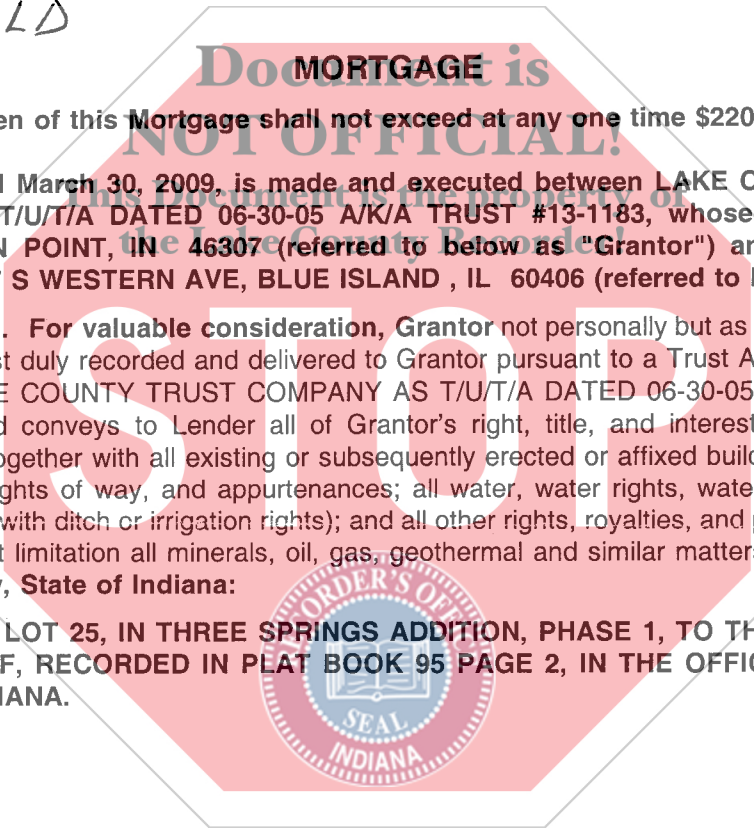 LD
Document is
MORTGAGE
en of this Mortgage shall not exceed at any one time $220
NOT OFFICIAL!
March 30, 2009, is made and executed between LAKE C
This Document is the property of
T/U/T/A DATED 06-30-05 A/K/A TRUST #13-1183, whose
the Lake County Recorder!
N POINT, IN 46307 (referred to below as "Grantor") an
S WESTERN AVE, BLUE ISLAND , IL 60406 (referred to
STOP
. For valuable consideration, Grantor not personally but as
st duly recorded and delivered to Grantor pursuant to a Trust A
E COUNTY TRUST COMPANY AS T/U/T/A DATED 06-30-05
d conveys to Lender all of Grantor's right, title, and interest
ogether with all existing or subsequently erected or affixed build
ghts of way, and appurtenances; all water, water rights, wate
with ditch or irrigation rights); and all other rights, royalties, and
t limitation all minerals, oil, gas, geothermal and similar matters
, State of Indiana:
LOT 25, IN THREE SPRINGS ADDITION, PHASE 1, TO TH
F, RECORDED IN PLAT BOOK 95 PAGE 2, IN THE OFFIC
IANA.
RECORDER'S OFFICE
SEAL
INDIANA